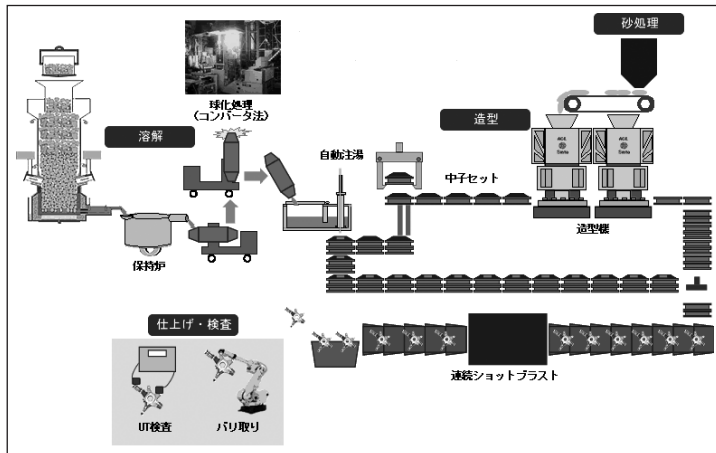 砂処理
球化処理
(コンバータ法)
溶解
造型
自動注湯
中子セット
造型機
保持炉
仕上げ・検査
連続ショットブラスト
UT検査
バリ取り